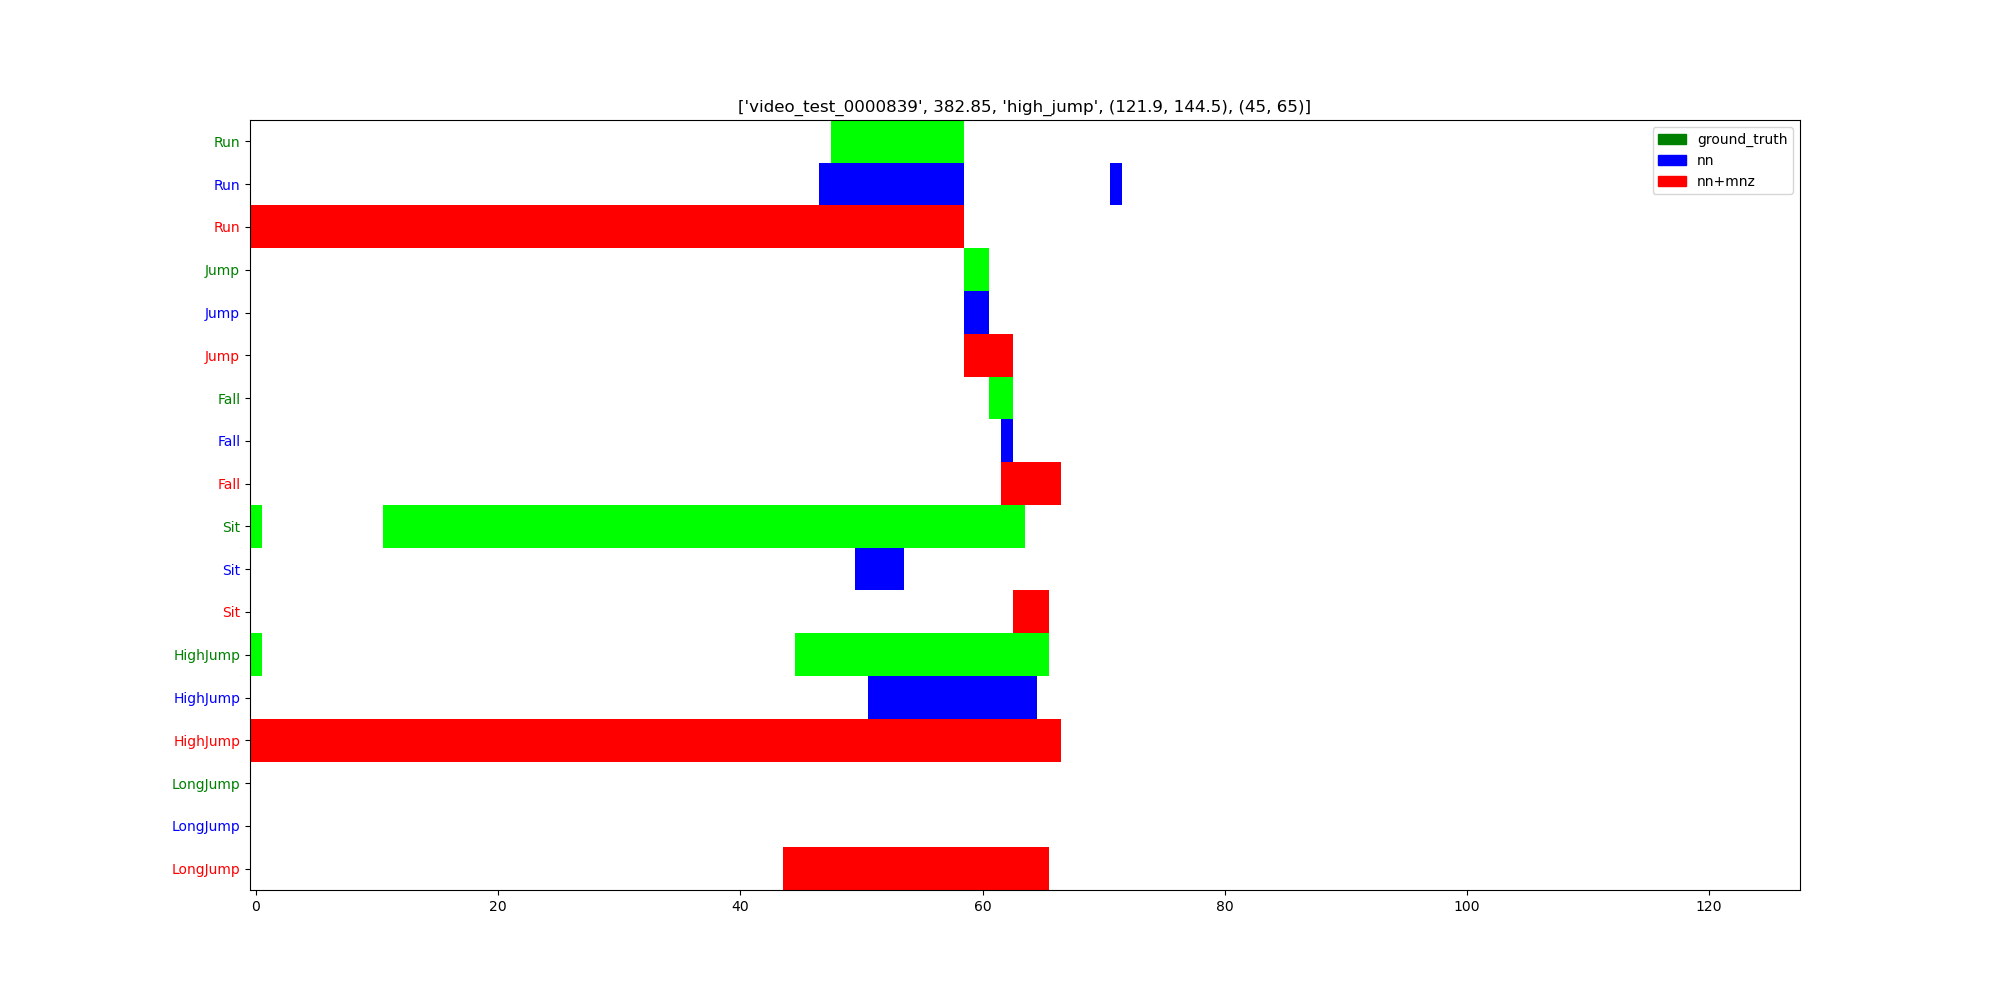 ['video_test_0000839', 382.85, 'high_jump', (121.9, 144.5), (45, 65)]
ground_truth
nn
nn+mnz
Run
Run
Run
Jump
Jump
Jump
Fall
Fall
Fall
Sit
Sit
Sit
HighJump
HighJump
HighJump
LongJump
LongJump
LongJump
0 20 40 60 80 100 120